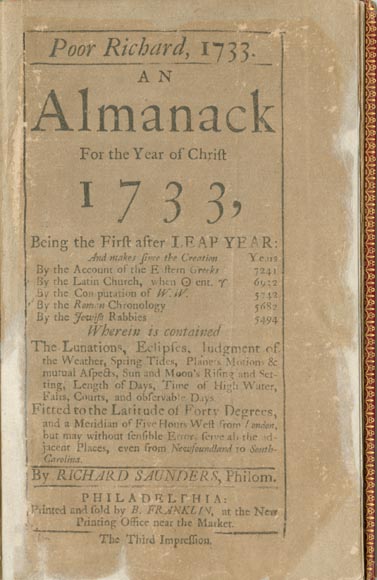 Poor Richard, 1733.
AN
Almanack
For the Year of Chriſt
1733,
Being the Firſt after LEAP YEAR:
And makes ſince the Creation Years
By the Account of the Eaſtern Greeks 7241
By the Latin Church, when ☉ ent. ♈ 6932
By the Computation of W.W. 5742
By the Roman Chronology 5682
By the Jewiſh Rabbies 5494
Wherein is contained
The Lunations, Eclipſes, Judgment of
the Weather, Spring Tides, Planets Motions &
mutual Aſpects, Sun and Moon's Riſing and Set-
ting, Length of Days, Time of High Water,
Fairs, Courts, and obſervable Days.
Fitted to the Latitude of Forty Degrees,
and a Meridian of Five Hours Weſt from London,
but may without ſenſible Error, ſerve all the ad-
jacent Places, even from Newfoundland to South-
Carolina.
By RICHARD SAUNDERS, Philom.
PHILADELPHIA:
Printed and ſold by B. FRANKLIN, at the New
Printing Office near the Market.
The Third Impreſſion.